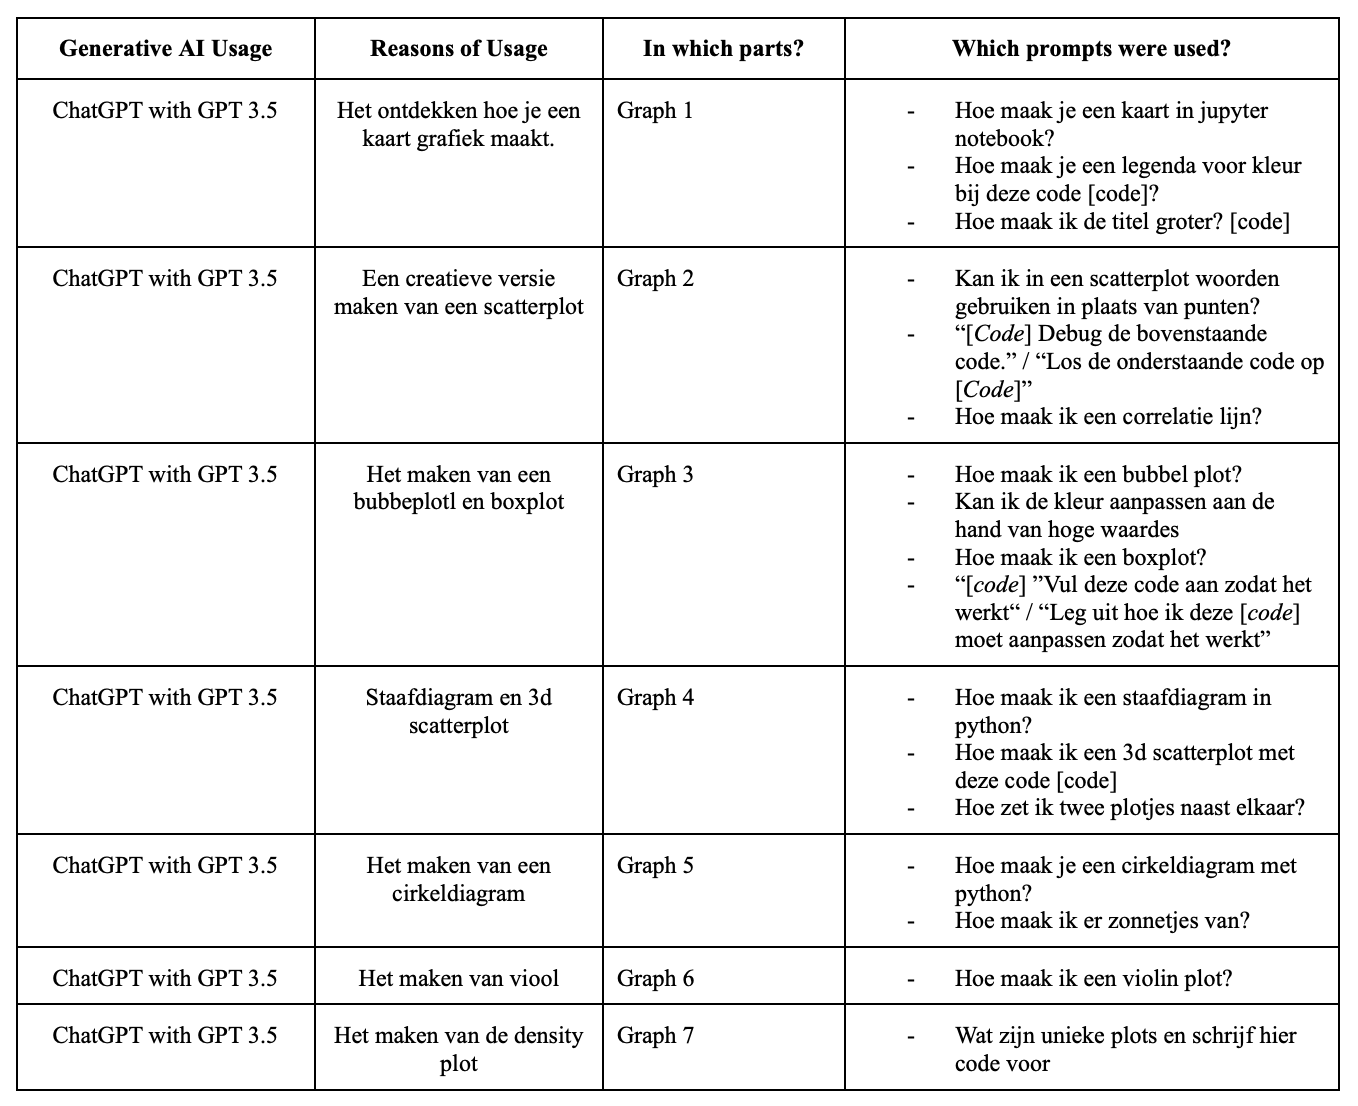 Generative AI Usage
Reasons of Usage
In which parts?
Which prompts were used?
ChatGPT with GPT 3.5
Het ontdekken hoe je een
kaart grafiek maakt.
Graph 1
- Hoe maak je een kaart in jupyter
notebook?
- Hoe maak je een legenda voor kleur
bij deze code [code]?
- Hoe maak ik de titel groter? [code]
ChatGPT with GPT 3.5
Een creatieve versie
maken van een scatterplot
Graph 2
- Kan ik in een scatterplot woorden
gebruiken in plaats van punten?
- “[Code] Debug de bovenstaande
code.” / “Los de onderstaande code op
[Code]”
- Hoe maak ik een correlatie lijn?
ChatGPT with GPT 3.5
Het maken van een
bubbeplotl en boxplot
Graph 3
- Hoe maak ik een bubbel plot?
- Kan ik de kleur aanpassen aan de
hand van hoge waardes
- Hoe maak ik een boxplot?
- “[code] ”Vul deze code aan zodat het
werkt“ / “Leg uit hoe ik deze [code]
moet aanpassen zodat het werkt”
ChatGPT with GPT 3.5
Staafdiagram en 3d
scatterplot
Graph 4
- Hoe maak ik een staafdiagram in
python?
- Hoe maak ik een 3d scatterplot met
deze code [code]
- Hoe zet ik twee plotjes naast elkaar?
ChatGPT with GPT 3.5
Het maken van een
cirkeldiagram
Graph 5
- Hoe maak je een cirkeldiagram met
python?
- Hoe maak ik er zonnetjes van?
ChatGPT with GPT 3.5
Het maken van viool
Graph 6
- Hoe maak ik een violin plot?
ChatGPT with GPT 3.5
Het maken van de density
plot
Graph 7
- Wat zijn unieke plots en schrijf hier
code voor